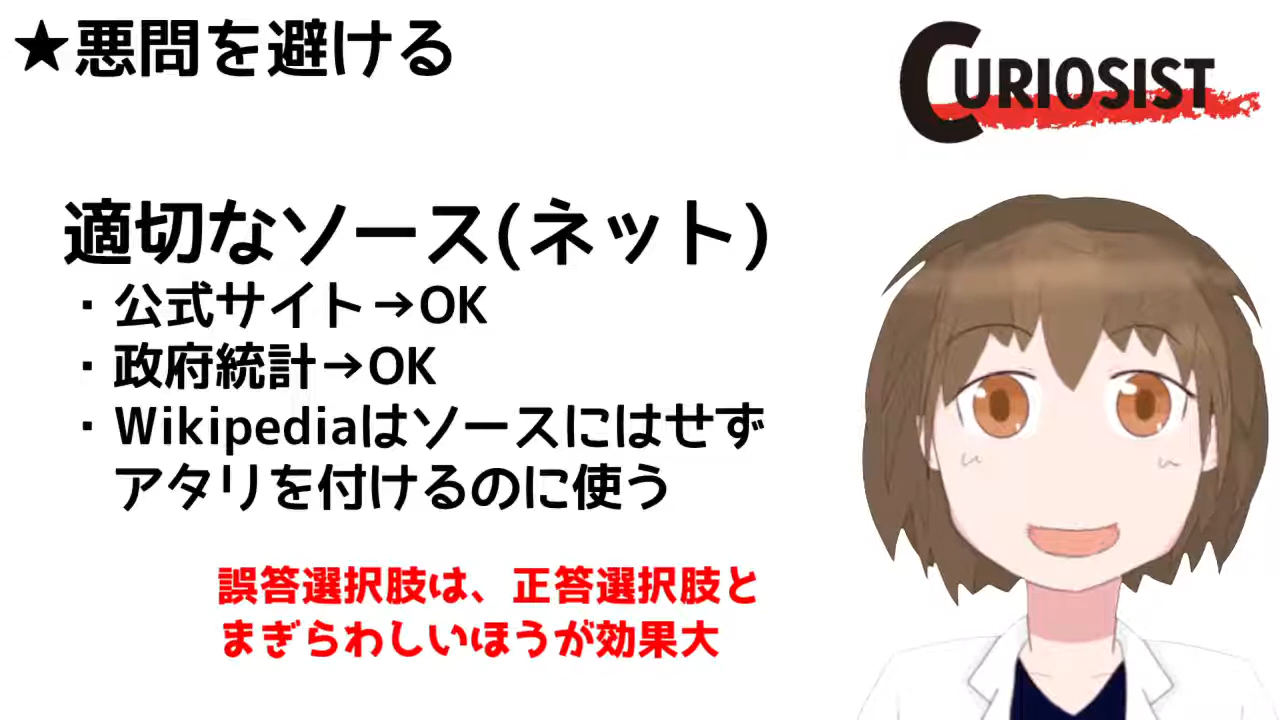 ★悪問を避ける
CURIOSIST
適切なソース(ネット)
・公式サイト→OK
・政府統計→OK
・Wikipediaはソースにはせず
アタリを付けるのに使う
誤答選択肢は、正答選択肢と
まぎらわしいほうが効果大